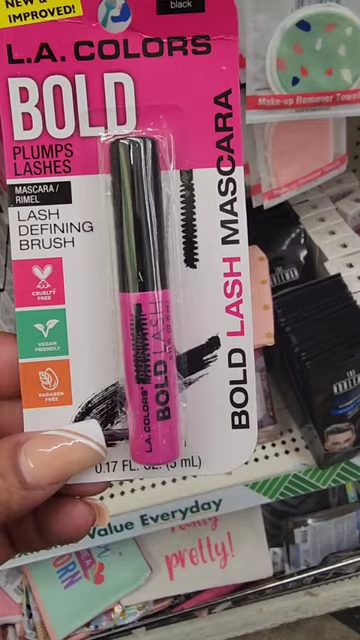 NEW &
IMPROVED!
black
L.A. COLORS
BOLD
PLUMPS
LASHES
MASCARA/
RIMEL
LASH
DEFINING
BRUSH
CRUELTY
FREE
VEGAN
FRIENDLY
PARABEN
FREE
BOLD LASH MASCARA
L.A. COLORS
BOLD LASH
0.17 FL. OZ. (5 mL)
Make-up Remover Towel
Value Everyday
really
pretty!